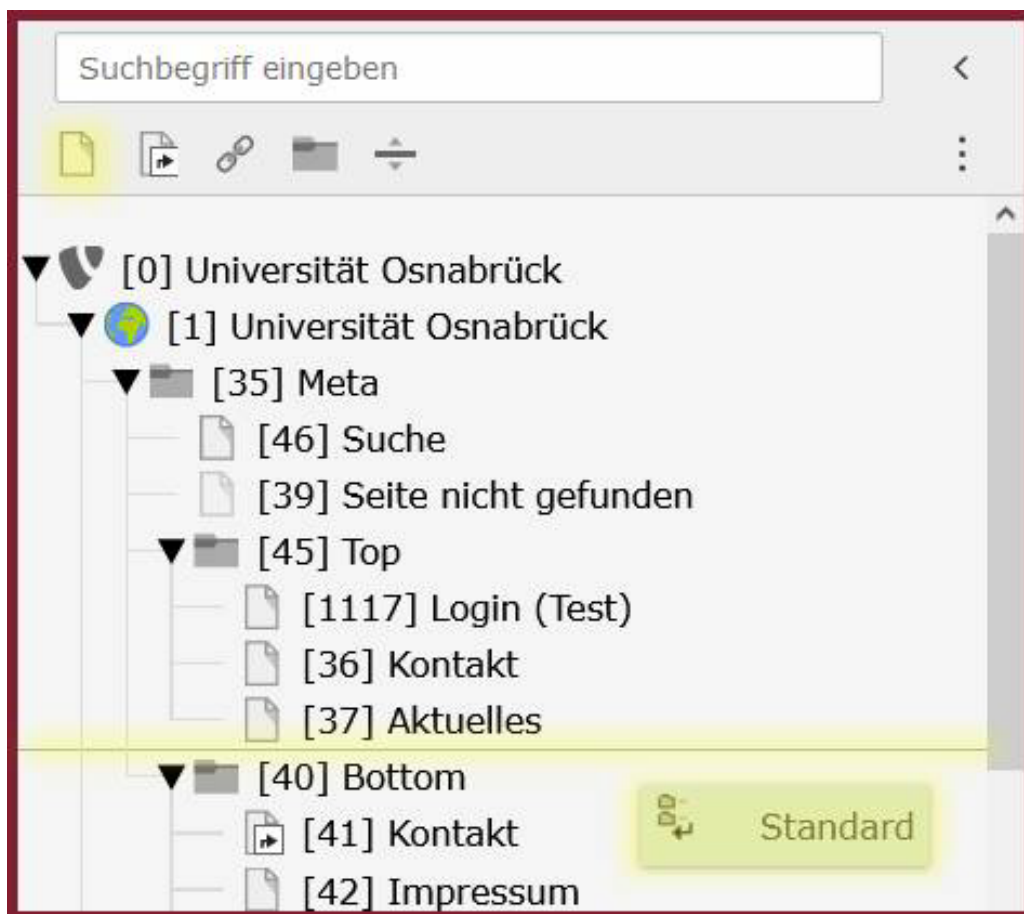 Suchbegriff eingeben
[0] Universität Osnabrück
[1] Universität Osnabrück
[35] Meta
[46] Suche
[39] Seite nicht gefunden
[45] Top
[1117] Login (Test)
[36] Kontakt
[37] Aktuelles
[40] Bottom
[41] Kontakt
Standard
[42] Impressum